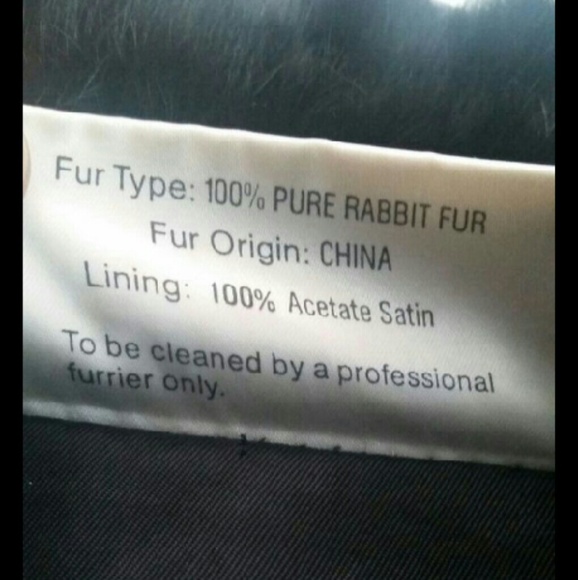 Fur Type: 100% PURE RABBIT FUR
Fur Origin: CHINA
Lining: 100% Acetate Satin
To be cleaned by a professional
furrier only.